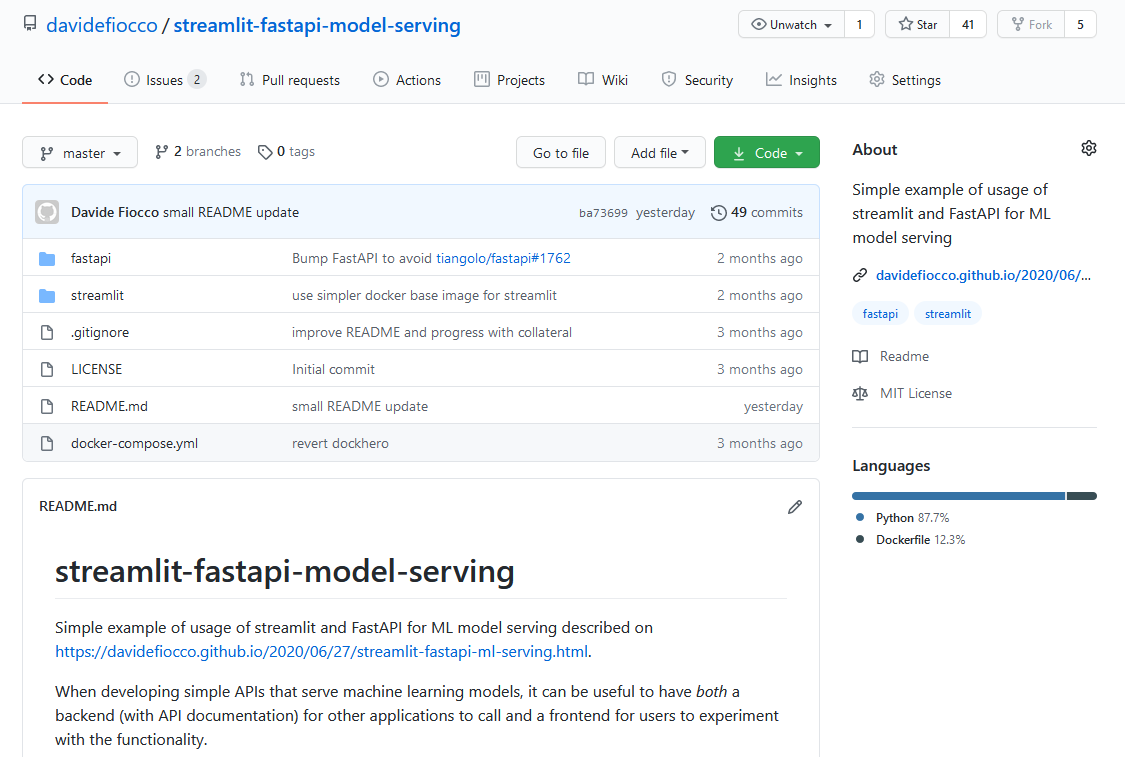 davidefiocco / streamlit-fastapi-model-serving
Unwatch 1 Star 41 Fork 5
Code Issues 2 Pull requests Actions Projects Wiki Security Insights Settings
master 2 branches 0 tags Go to file Add file Code
Davide Fiocco small README update ba73699 yesterday 49 commits
fastapi Bump FastAPI to avoid tiangolo/fastapi#1762 2 months ago
streamlit use simpler docker base image for streamlit 2 months ago
.gitignore improve README and progress with collateral 3 months ago
LICENSE Initial commit 3 months ago
README.md small README update yesterday
docker-compose.yml revert dockhero 3 months ago
README.md
streamlit-fastapi-model-serving
Simple example of usage of streamlit and FastAPI for ML model serving described on
https://davidefiocco.github.io/2020/06/27/streamlit-fastapi-ml-serving.html.
When developing simple APIs that serve machine learning models, it can be useful to have both a
backend (with API documentation) for other applications to call and a frontend for users to experiment
with the functionality.
About
Simple example of usage of
streamlit and FastAPI for ML
model serving
davidefiocco.github.io/2020/06/...
fastapi streamlit
Readme
MIT License
Languages
Python 87.7%
Dockerfile 12.3%